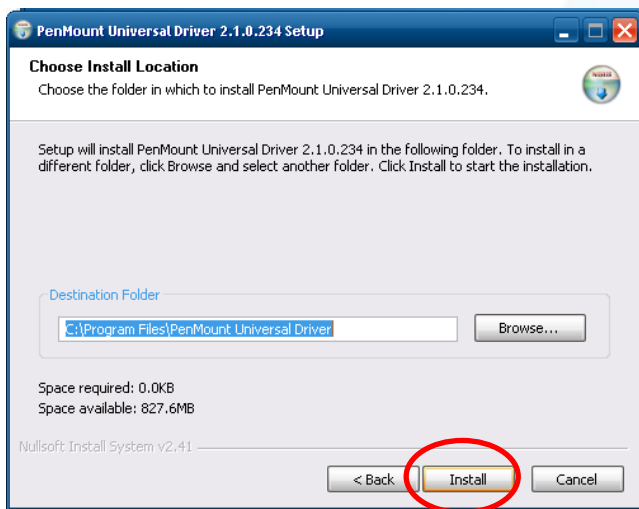 PenMount Universal Driver 2.1.0.234 Setup
Choose Install Location
Choose the folder in which to install PenMount Universal Driver 2.1.0.234.
Setup will install PenMount Universal Driver 2.1.0.234 in the following folder. To install in a
different folder, click Browse and select another folder. Click Install to start the installation.
Destination Folder
C:\Program Files\PenMount Universal Driver
Browse...
Space required: 0.0KB
Space available: 827.6MB
Nullsoft Install System v2.41
< Back Install Cancel